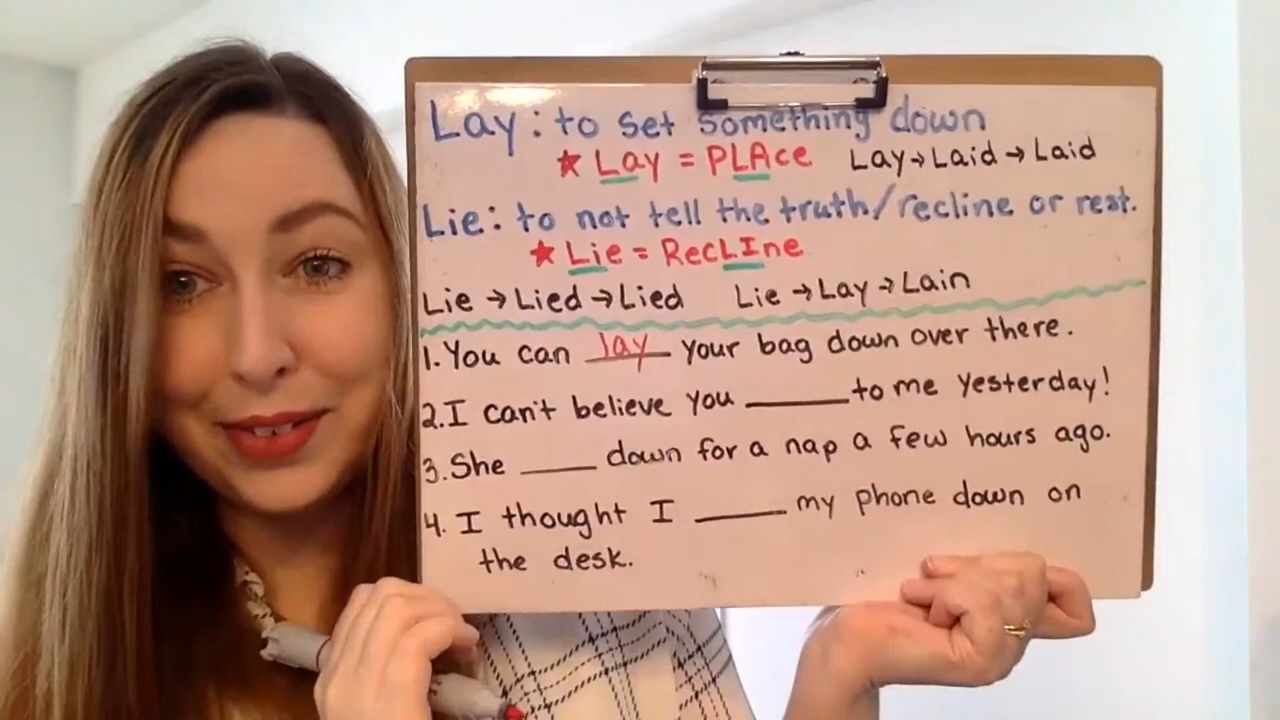 Lay: to set something down
★ Lay = PLAce Lay→Laid→Laid
Lie: to not tell the truth/recline or rest.
★ Lie = RecLIne
Lie→Lied→Lied Lie→Lay→Lain
1. You can lay your bag down over there.
2. I can't believe you ______ to me yesterday!
3. She ____ down for a nap a few hours ago.
4. I thought I _____ my phone down on
the desk.